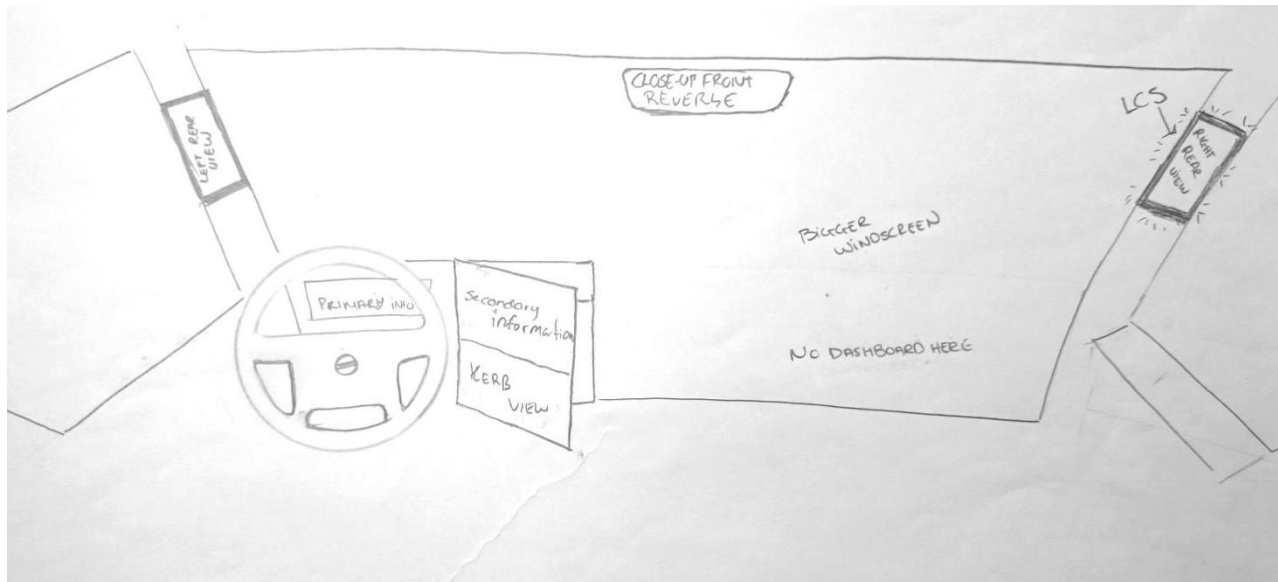 CLOSE-UP FRONT
REVERSE
LCS
LEFT REAR
VIEW
RIGHT
REAR
VIEW
BIGGER
WINDSCREEN
PRIMARY INFO
Secondary
information
KERB
VIEW
NO DASHBOARD HERE